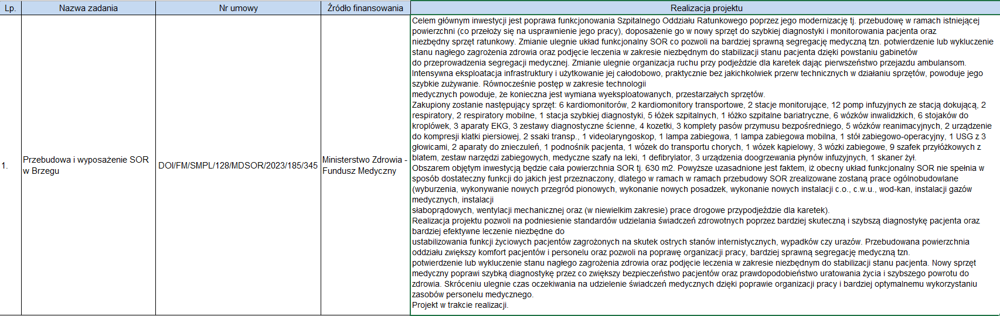 Lp.
Nazwa zadania
Nr umowy
Źródło finansowania
Realizacja projektu
1.
Przebudowa i wyposażenie SOR
w Brzegu
DOI/FM/SMPL/128/MDSOR/2023/185/345
Ministerstwo Zdrowia -
Fundusz Medyczny
Celem głównym inwestycji jest poprawa funkcjonowania Szpitalnego Oddziału Ratunkowego poprzez jego modernizację tj. przebudowę w ramach istniejącej
powierzchni (co przełoży się na usprawnienie jego pracy), doposażenie go w nowy sprzęt do szybkiej diagnostyki i monitorowania pacjenta oraz
niezbędny sprzęt ratunkowy. Zmianie ulegnie układ funkcjonalny SOR co pozwoli na bardziej sprawną segregację medyczną tzn. potwierdzenie lub wykluczenie
stanu nagłego zagrożenia zdrowia oraz podjęcie leczenia w zakresie niezbędnym do stabilizacji stanu pacjenta dzięki powstaniu gabinetów
do przeprowadzenia segregacji medycznej. Zmianie ulegnie organizacja ruchu przy podjeździe dla karetek dając pierwszeństwo przejazdu ambulansom.
Intensywna eksploatacja infrastruktury i użytkowanie jej całodobowo, praktycznie bez jakichkolwiek przerw technicznych w działaniu sprzętów, powoduje jego
szybkie zużywanie. Równocześnie postęp w zakresie technologii
medycznych powoduje, że konieczna jest wymiana wyeksploatowanych, przestarzałych sprzętów.
Zakupiony zostanie następujący sprzęt: 6 kardiomonitorów, 2 kardiomonitory transportowe, 2 stacje monitorujące, 12 pomp infuzyjnych ze stacją dokującą, 2
respiratory, 2 respiratory mobilne, 1 stacja szybkiej diagnostyki, 5 łóżek szpitalnych, 1 łóżko szpitalne bariatryczne, 6 wózków inwalidzkich, 6 stojaków do
kroplówek, 3 aparaty EKG, 3 zestawy diagnostyczne ścienne, 4 kozetki, 3 komplety pasów przymusu bezpośredniego, 5 wózków reanimacyjnych, 2 urządzenie
do kompresji klatki piersiowej, 2 ssaki transp., 1 videolaryngoskop, 1 lampa zabiegowa, 1 lampa zabiegowa mobilna, 1 stół zabiegowo-operacyjny, 1 USG z 3
głowicami, 2 aparaty do znieczuleń, 1 podnośnik pacjenta, 1 wózek do transportu chorych, 1 wózek kąpielowy, 3 wózki zabiegowe, 9 szafek przyłóżkowych z
blatem, zestaw narzędzi zabiegowych, medyczne szafy na leki, 1 defibrylator, 3 urządzenia doogrzewania płynów infuzyjnych, 1 skaner żył.
Obszarem objętym inwestycją będzie cała powierzchnia SOR tj. 630 m2. Powyższe uzasadnione jest faktem, iż obecny układ funkcjonalny SOR nie spełnia w
sposób dostateczny funkcji do jakich jest przeznaczony, dlatego w ramach w ramach przebudowy SOR zrealizowane zostaną prace ogólnobudowlane
(wyburzenia, wykonywanie nowych przegród pionowych, wykonanie nowych posadzek, wykonanie nowych instalacji c.o., c.w.u., wod-kan, instalacji gazów
medycznych, instalacji
słaboprądowych, wentylacji mechanicznej oraz (w niewielkim zakresie) prace drogowe przypodjeździe dla karetek).
Realizacja projektu pozwoli na podniesienie standardów udzielania świadczeń zdrowotnych poprzez bardziej skuteczną i szybszą diagnostykę pacjenta oraz
bardziej efektywne leczenie niezbędne do
ustabilizowania funkcji życiowych pacjentów zagrożonych na skutek ostrych stanów internistycznych, wypadków czy urazów. Przebudowana powierzchnia
oddziału zwiększy komfort pacjentów i personelu oraz pozwoli na poprawę organizacji pracy, bardziej sprawną segregację medyczną tzn.
potwierdzenie lub wykluczenie stanu nagłego zagrożenia zdrowia oraz podjęcie leczenia w zakresie niezbędnym do stabilizacji stanu pacjenta. Nowy sprzęt
medyczny poprawi szybką diagnostykę przez co zwiększy bezpieczeństwo pacjentów oraz prawdopodobieństwo uratowania życia i szybszego powrotu do
zdrowia. Skróceniu ulegnie czas oczekiwania na udzielenie świadczeń medycznych dzięki poprawie organizacji pracy i bardziej optymalnemu wykorzystaniu
zasobów personelu medycznego.
Projekt w trakcie realizacji.